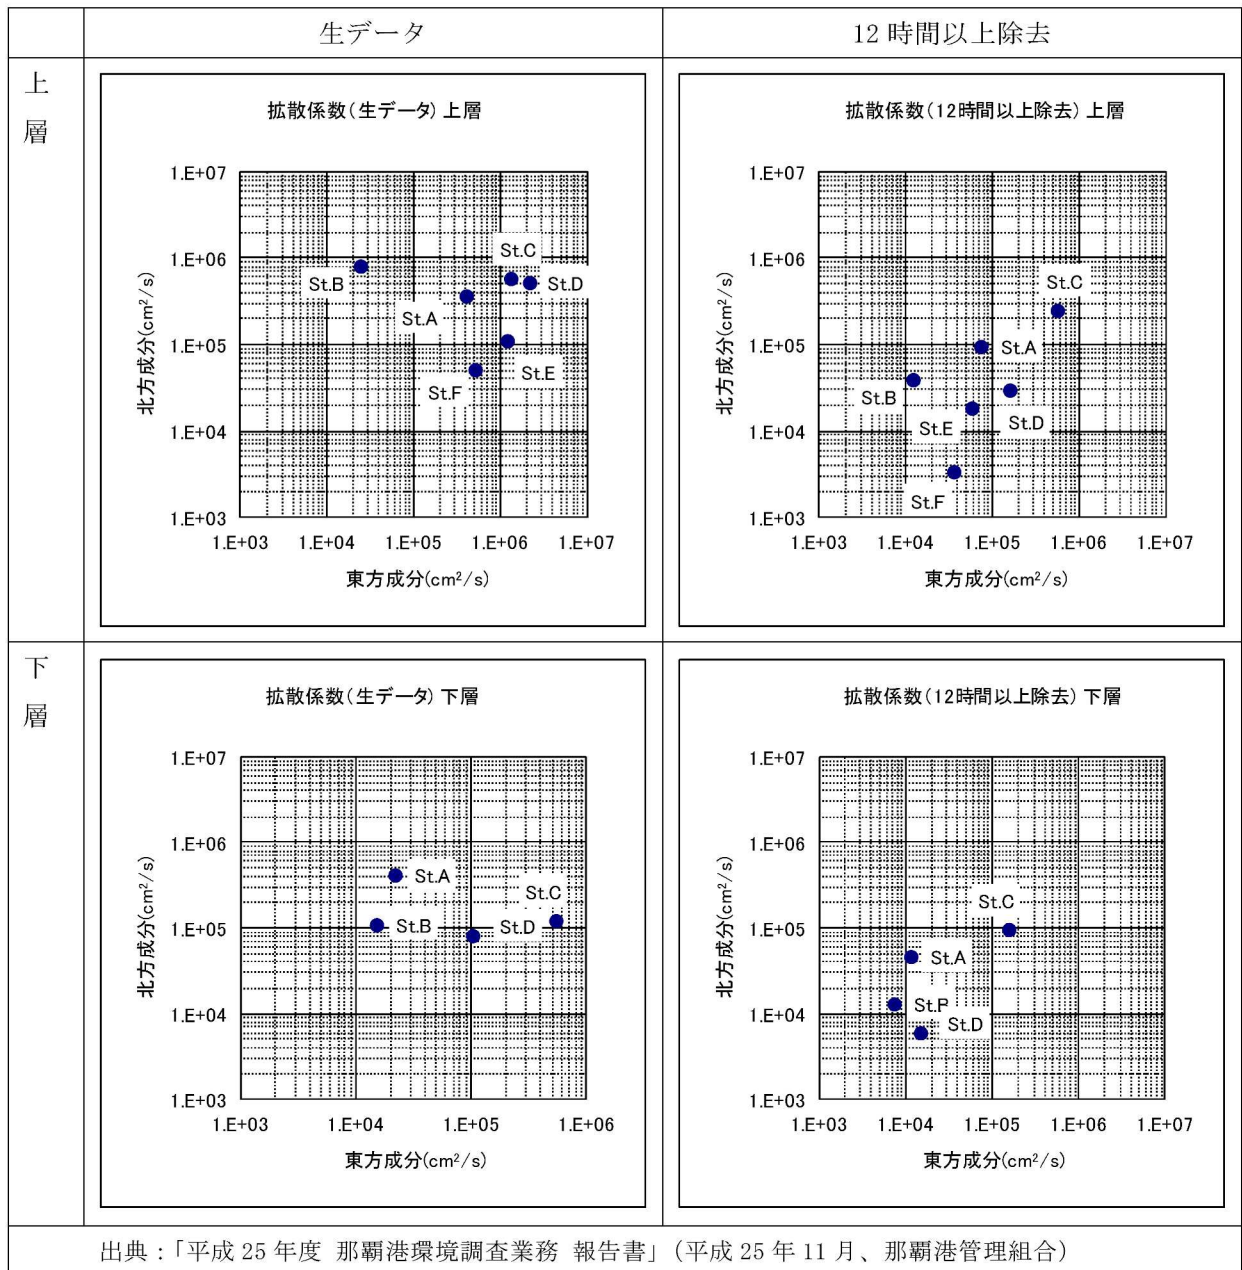 生データ
12 時間以上除去
上層
拡散係数(生データ) 上層
1.E+07
1.E+06
1.E+05
1.E+04
1.E+03
北方成分(cm²/s)
St.C
St.B
St.D
St.A
St.E
St.F
1.E+03 1.E+04 1.E+05 1.E+06 1.E+07
東方成分(cm²/s)
拡散係数(12時間以上除去) 上層
1.E+07
1.E+06
1.E+05
1.E+04
1.E+03
北方成分(cm²/s)
St.C
St.A
St.B
St.D
St.E
St.F
1.E+03 1.E+04 1.E+05 1.E+06 1.E+07
東方成分(cm²/s)
下層
拡散係数(生データ) 下層
1.E+07
1.E+06
1.E+05
1.E+04
1.E+03
北方成分(cm²/s)
St.A
St.C
St.B
St.D
1.E+03 1.E+04 1.E+05 1.E+06
東方成分(cm²/s)
拡散係数(12時間以上除去) 下層
1.E+07
1.E+06
1.E+05
1.E+04
1.E+03
北方成分(cm²/s)
St.C
St.A
St.B
St.D
1.E+03 1.E+04 1.E+05 1.E+06 1.E+07
東方成分(cm²/s)
出典：「平成 25 年度 那覇港環境調査業務 報告書」（平成 25 年 11 月、那覇港管理組合）